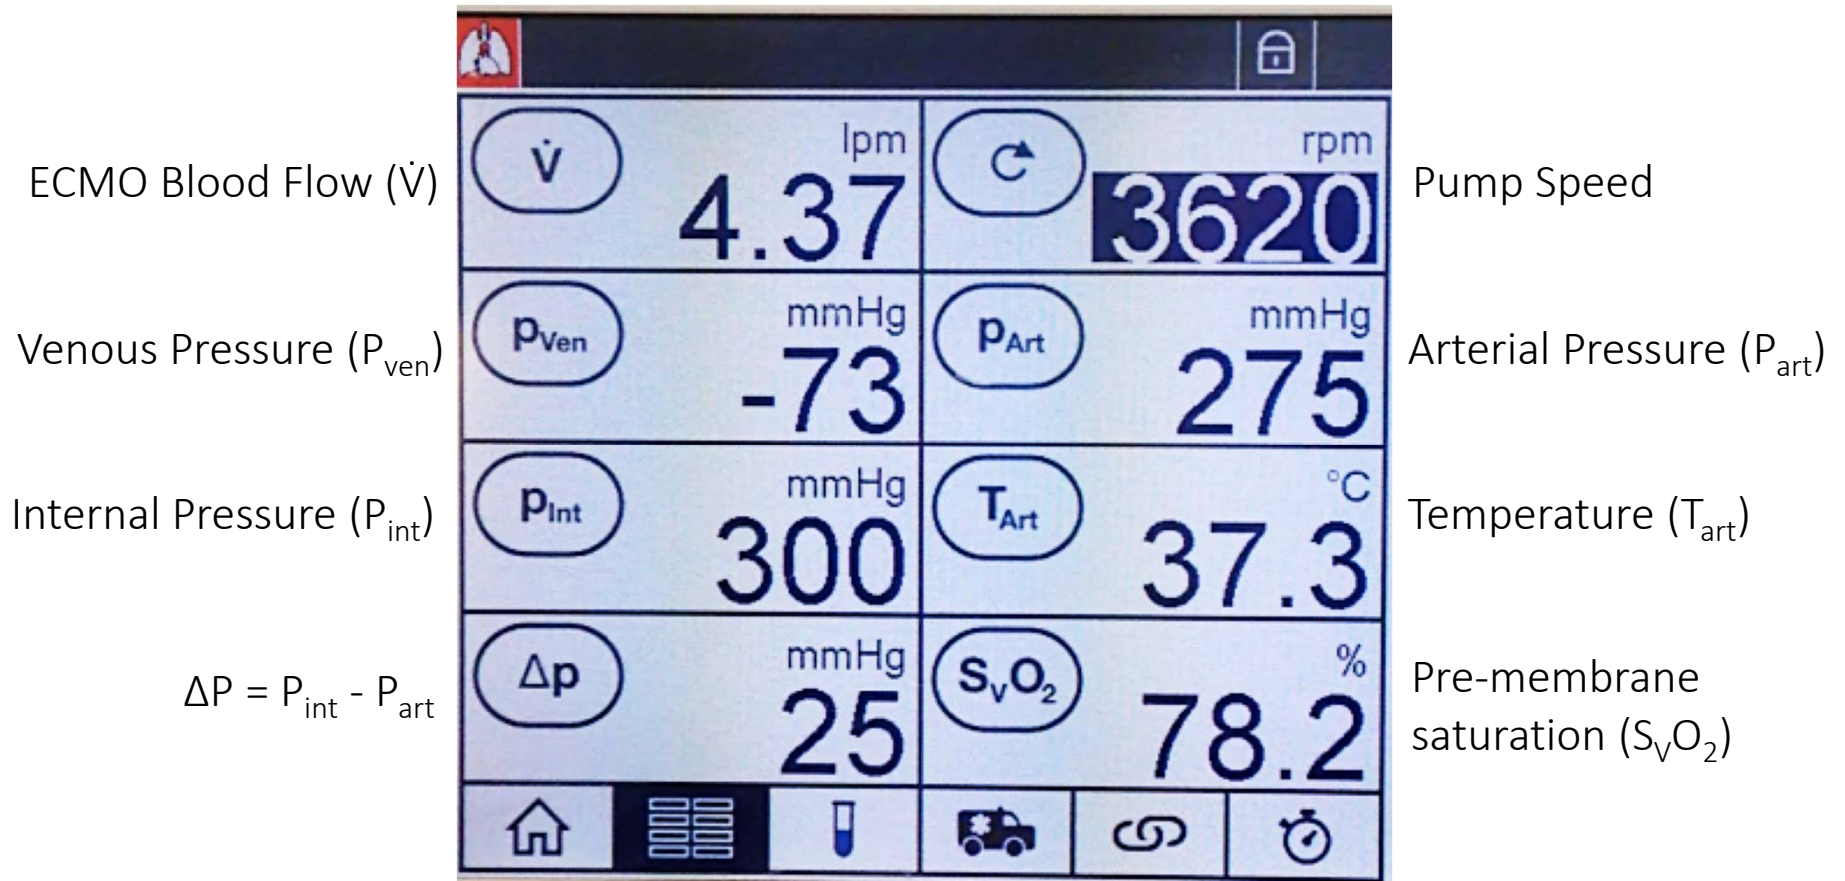 ECMO Blood Flow (V̇)
V̇
lpm
4.37
rpm
3620
Pump Speed
Venous Pressure (Pven)
pVen
mmHg
-73
pArt
mmHg
275
Arterial Pressure (Part)
Internal Pressure (Pint)
pInt
mmHg
300
TArt
°C
37.3
Temperature (Tart)
ΔP = Pint - Part
Δp
mmHg
25
SVO2
%
78.2
Pre-membrane
saturation (SVO2)